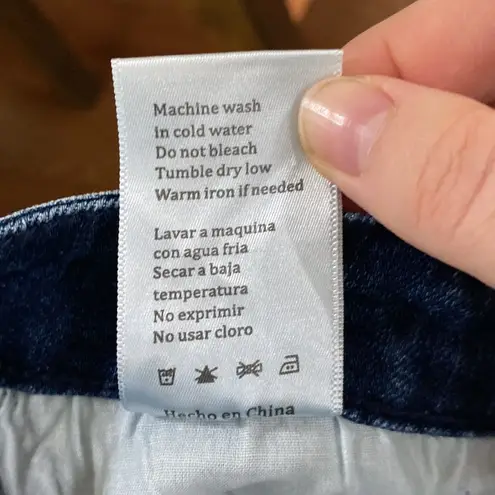 Machine wash
in cold water
Do not bleach
Tumble dry low
Warm iron if needed
Lavar a maquina
con agua fria
Secar a baja
temperatura
No exprimir
No usar cloro
Hecho en China